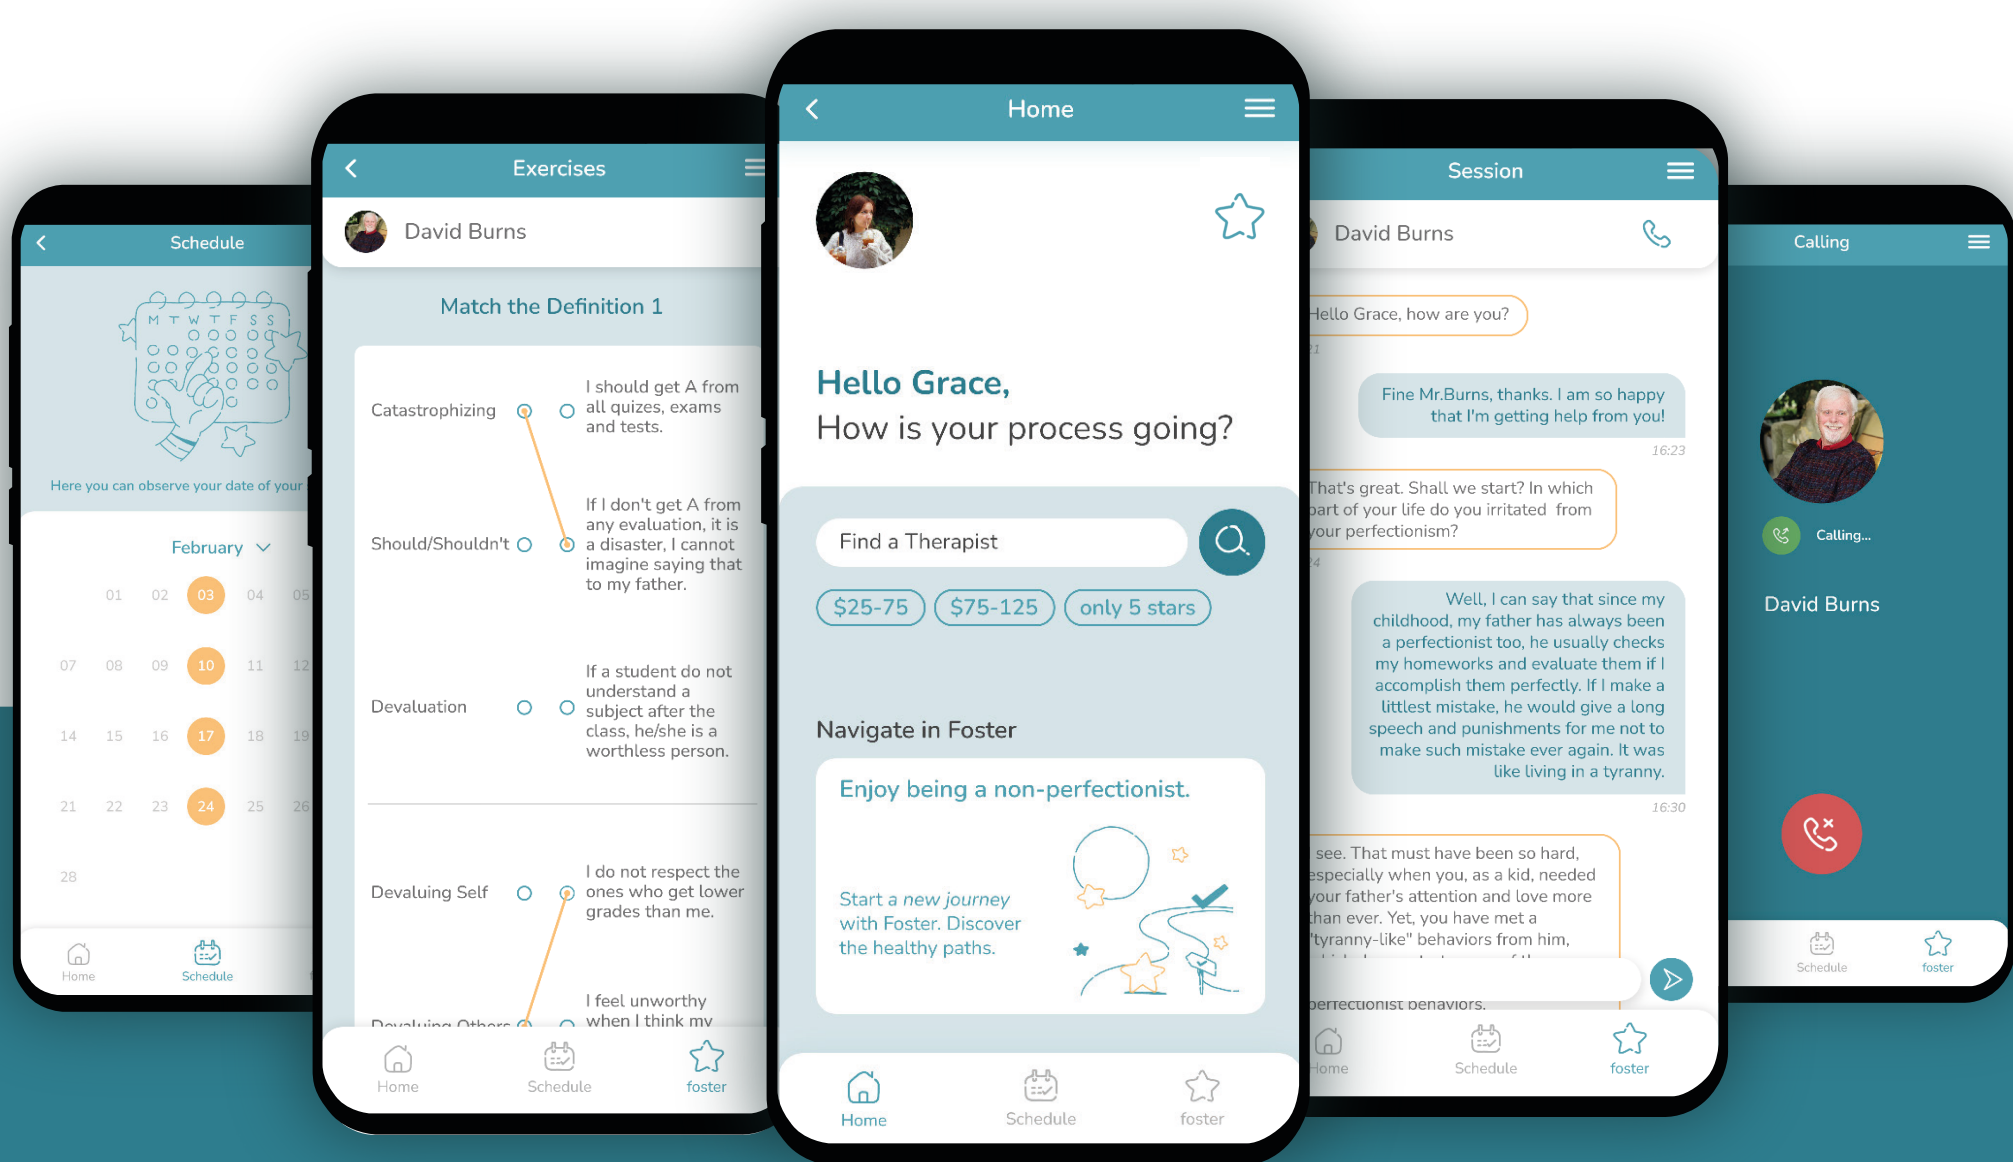 Schedule
M T W T F S S
Here you can observe your date of your
February
01 02 03 04 05
07 08 09 10 11 12
14 15 16 17 18 19
21 22 23 24 25 26
28
Home
Schedule
Exercises
David Burns
Match the Definition 1
Catastrophizing
I should get A from
all quizes, exams
and tests.
Should/Shouldn't
If I don't get A from
any evaluation, it is
a disaster, I cannot
imagine saying that
to my father.
Devaluation
If a student do not
understand a
subject after the
class, he/she is a
worthless person.
Devaluing Self
I do not respect the
ones who get lower
grades than me.
Devaluing Others
I feel unworthy
when I think my
Home
Schedule
foster
Home
Hello Grace,
How is your process going?
Find a Therapist
$25-75
$75-125
only 5 stars
Navigate in Foster
Enjoy being a non-perfectionist.
Start a new journey
with Foster. Discover
the healthy paths.
Home
Schedule
foster
Session
David Burns
Hello Grace, how are you?
21
Fine Mr.Burns, thanks. I am so happy
that I'm getting help from you!
16:23
That's great. Shall we start? In which
part of your life do you irritated from
your perfectionism?
24
Well, I can say that since my
childhood, my father has always been
a perfectionist too, he usually checks
my homeworks and evaluate them if I
accomplish them perfectly. If I make a
littlest mistake, he would give a long
speech and punishments for me not to
make such mistake ever again. It was
like living in a tyranny.
16:30
see. That must have been so hard,
especially when you, as a kid, needed
your father's attention and love more
than ever. Yet, you have met a
"tyranny-like" behaviors from him,
perfectionist behaviors.
Home
Schedule
foster
Calling
Calling...
David Burns
Schedule
foster